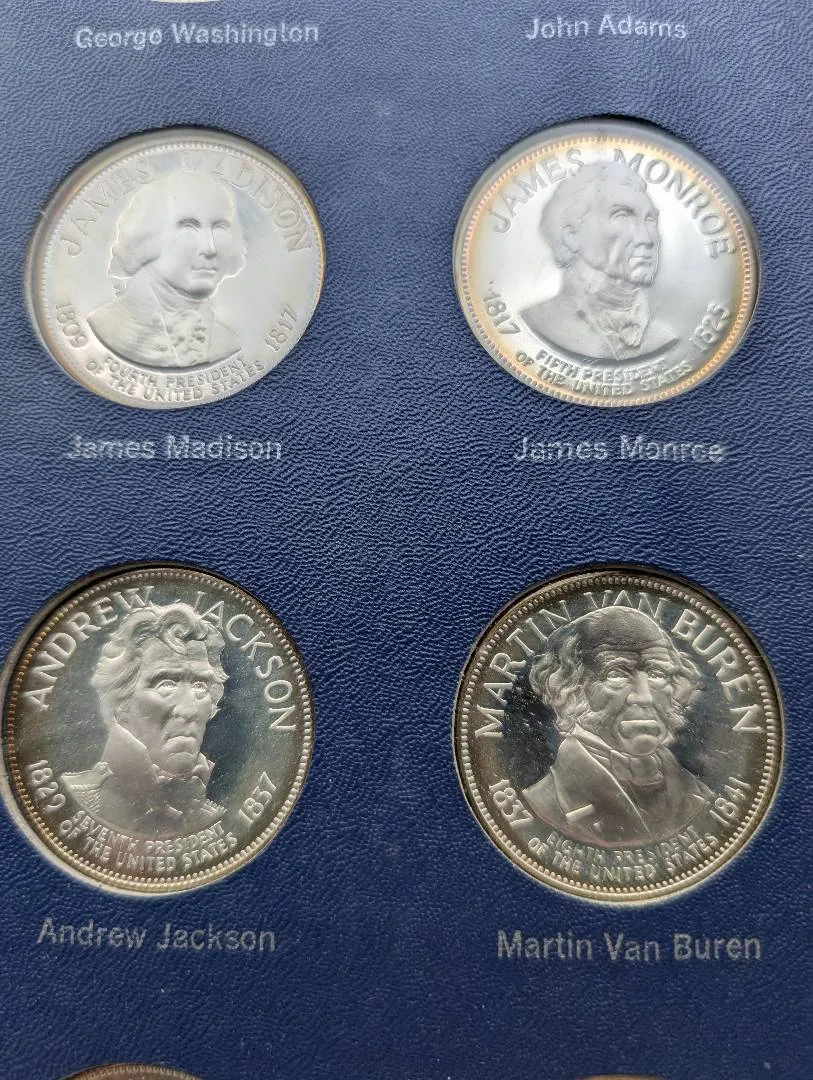 George Washington
John Adams
JAMES MADISON
1809 1817
FOURTH PRESIDENT
OF THE UNITED STATES
JAMES MONROE
1817 1825
FIFTH PRESIDENT
OF THE UNITED STATES
James Madison
James Monroe
ANDREW JACKSON
1829 1837
SEVENTH PRESIDENT
OF THE UNITED STATES
MARTIN VAN BUREN
1837 1841
EIGHTH PRESIDENT
OF THE UNITED STATES
Andrew Jackson
Martin Van Buren